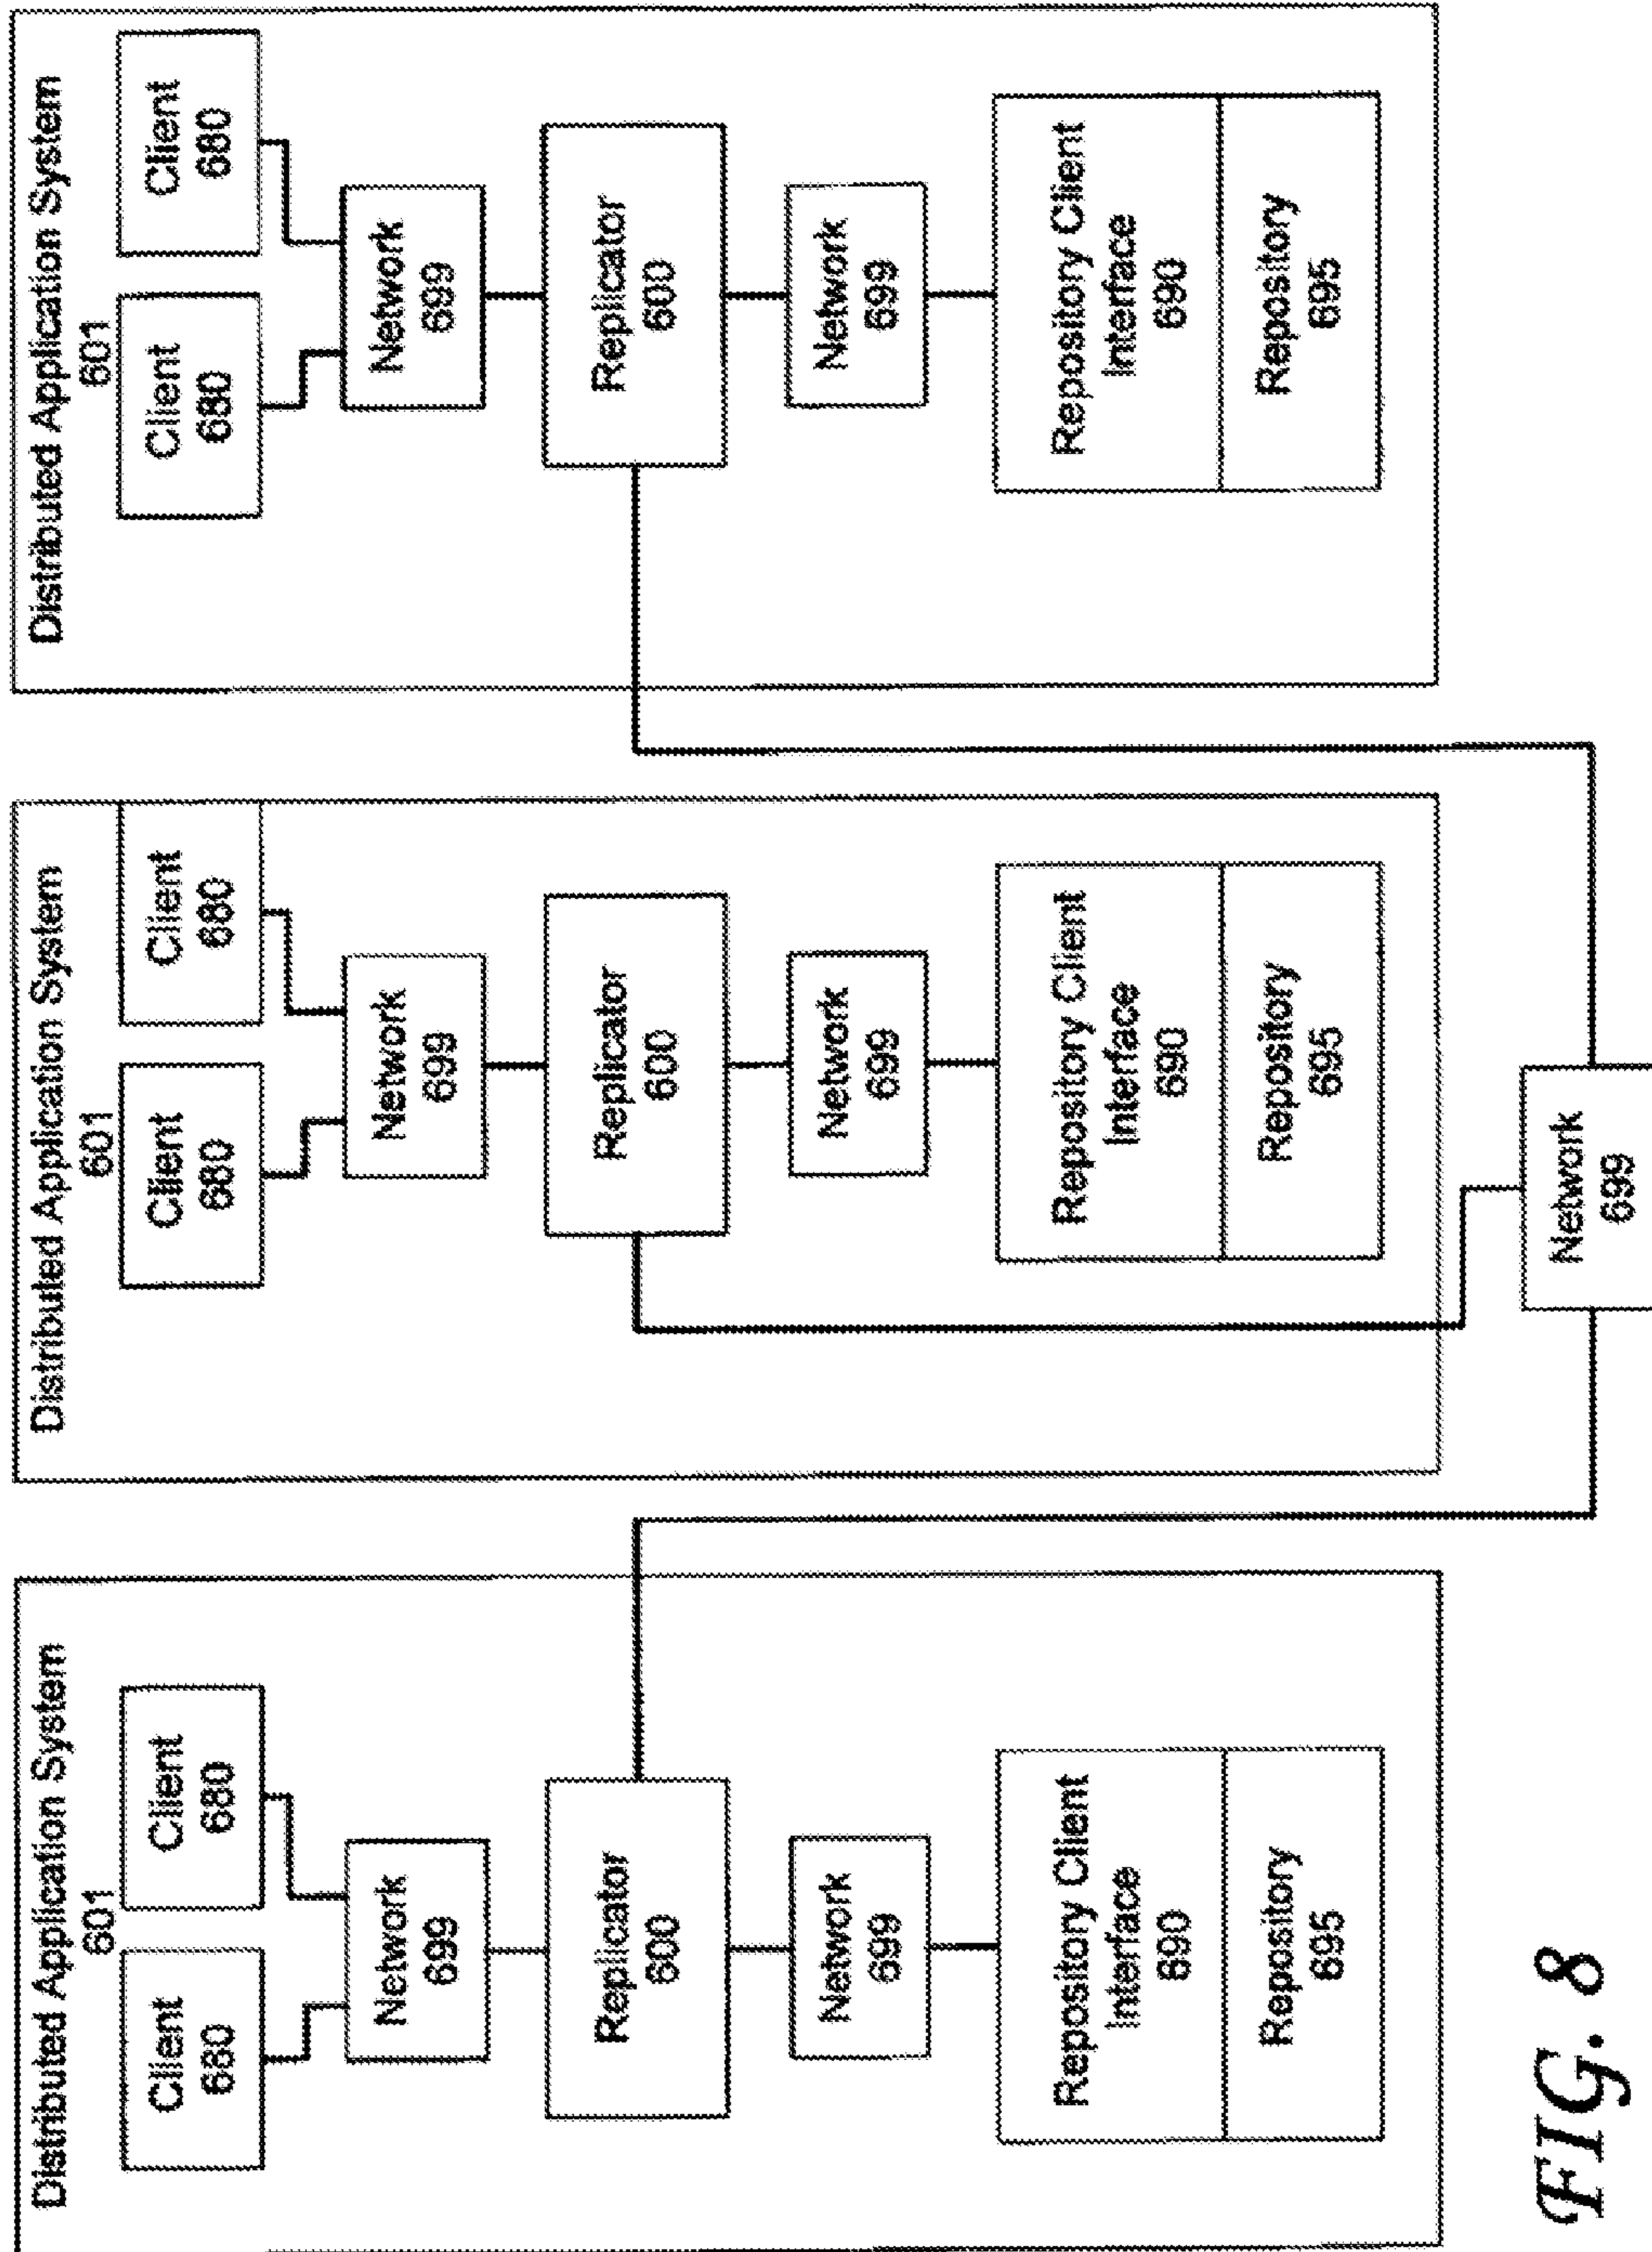 Distributed Application System
601
Client
680
Client
680
Network
699
Replicator
600
Network
699
Repository Client
Interface
690
Repository
695
Distributed Application System
601
Client
680
Client
680
Network
699
Replicator
600
Network
699
Repository Client
Interface
690
Repository
695
Distributed Application System
601
Client
680
Client
680
Network
699
Replicator
600
Network
699
Repository Client
Interface
690
Repository
695
Network
699
FIG. 8